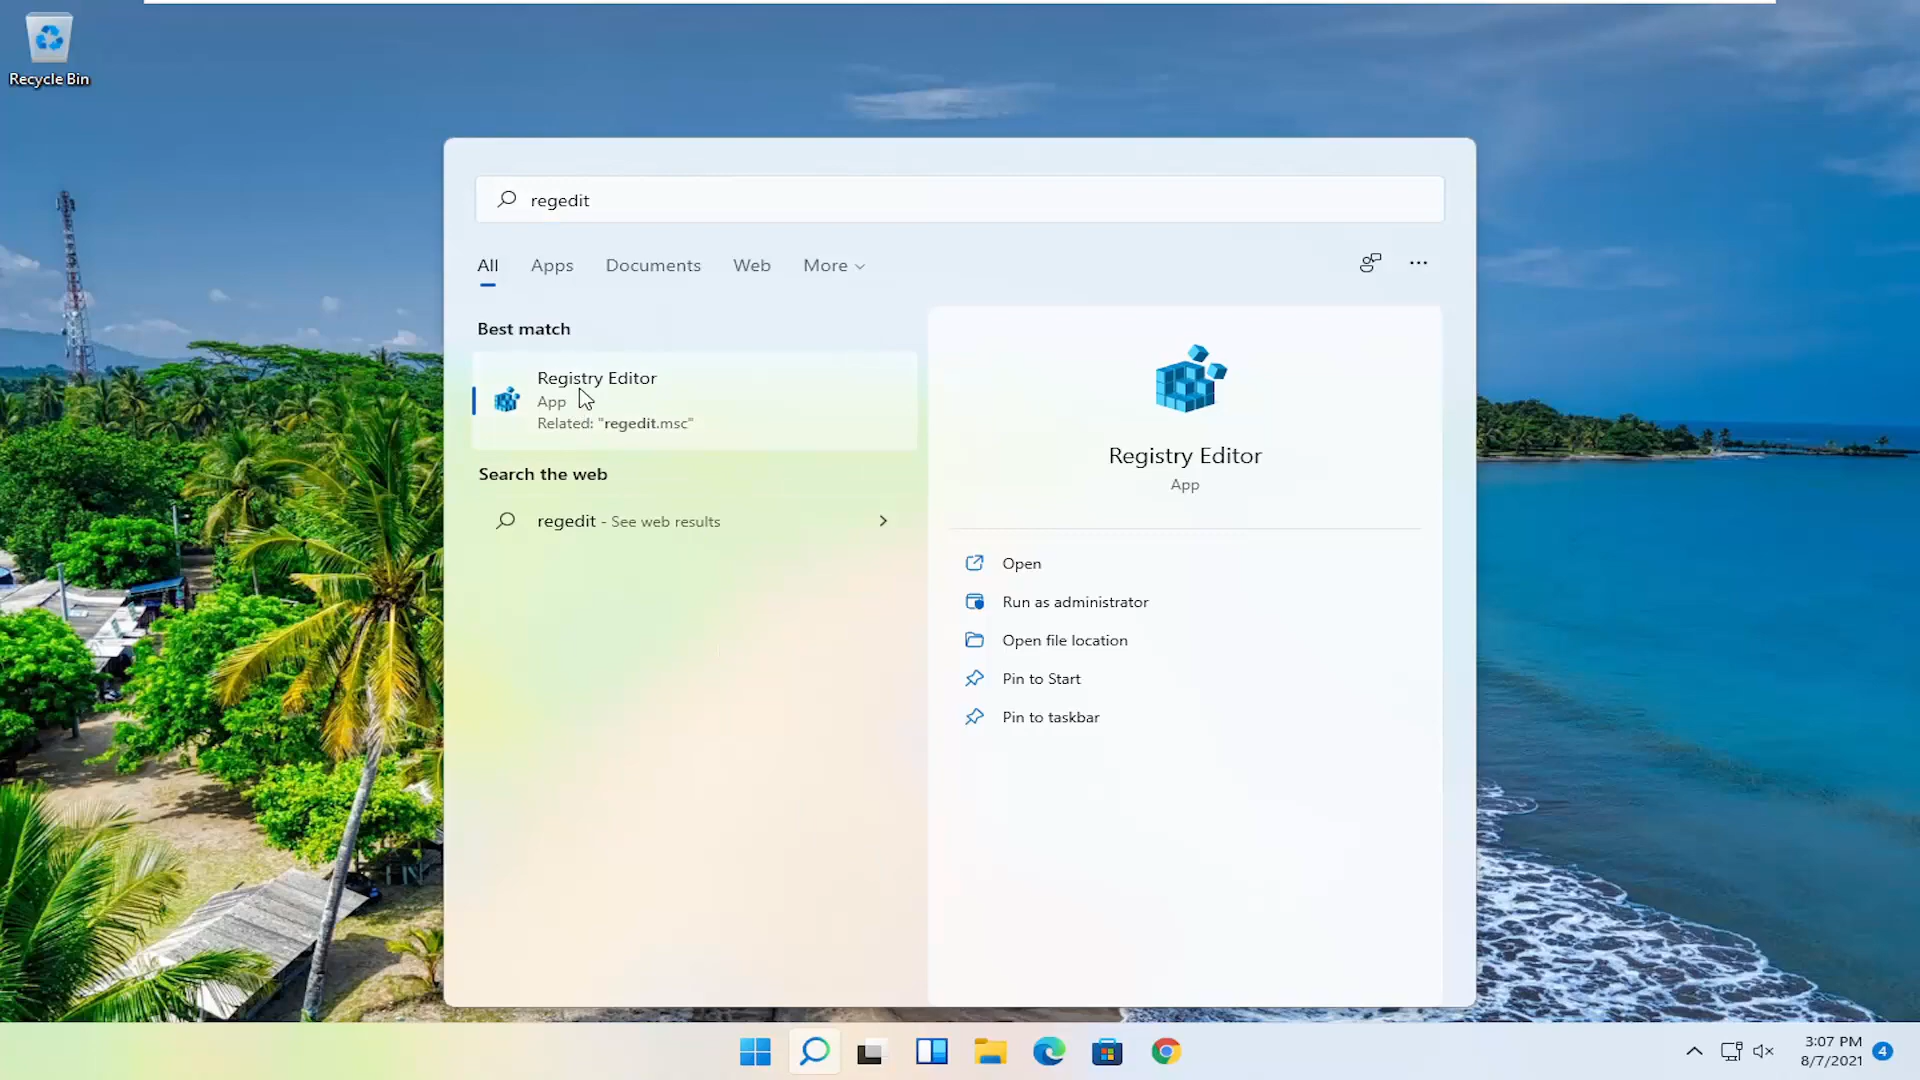 Recycle Bin
regedit
All Apps Documents Web More
Best match
Registry Editor
App
Related: "regedit.msc"
Search the web
regedit - See web results
Registry Editor
App
Open
Run as administrator
Open file location
Pin to Start
Pin to taskbar
3:07 PM
8/7/2021
4